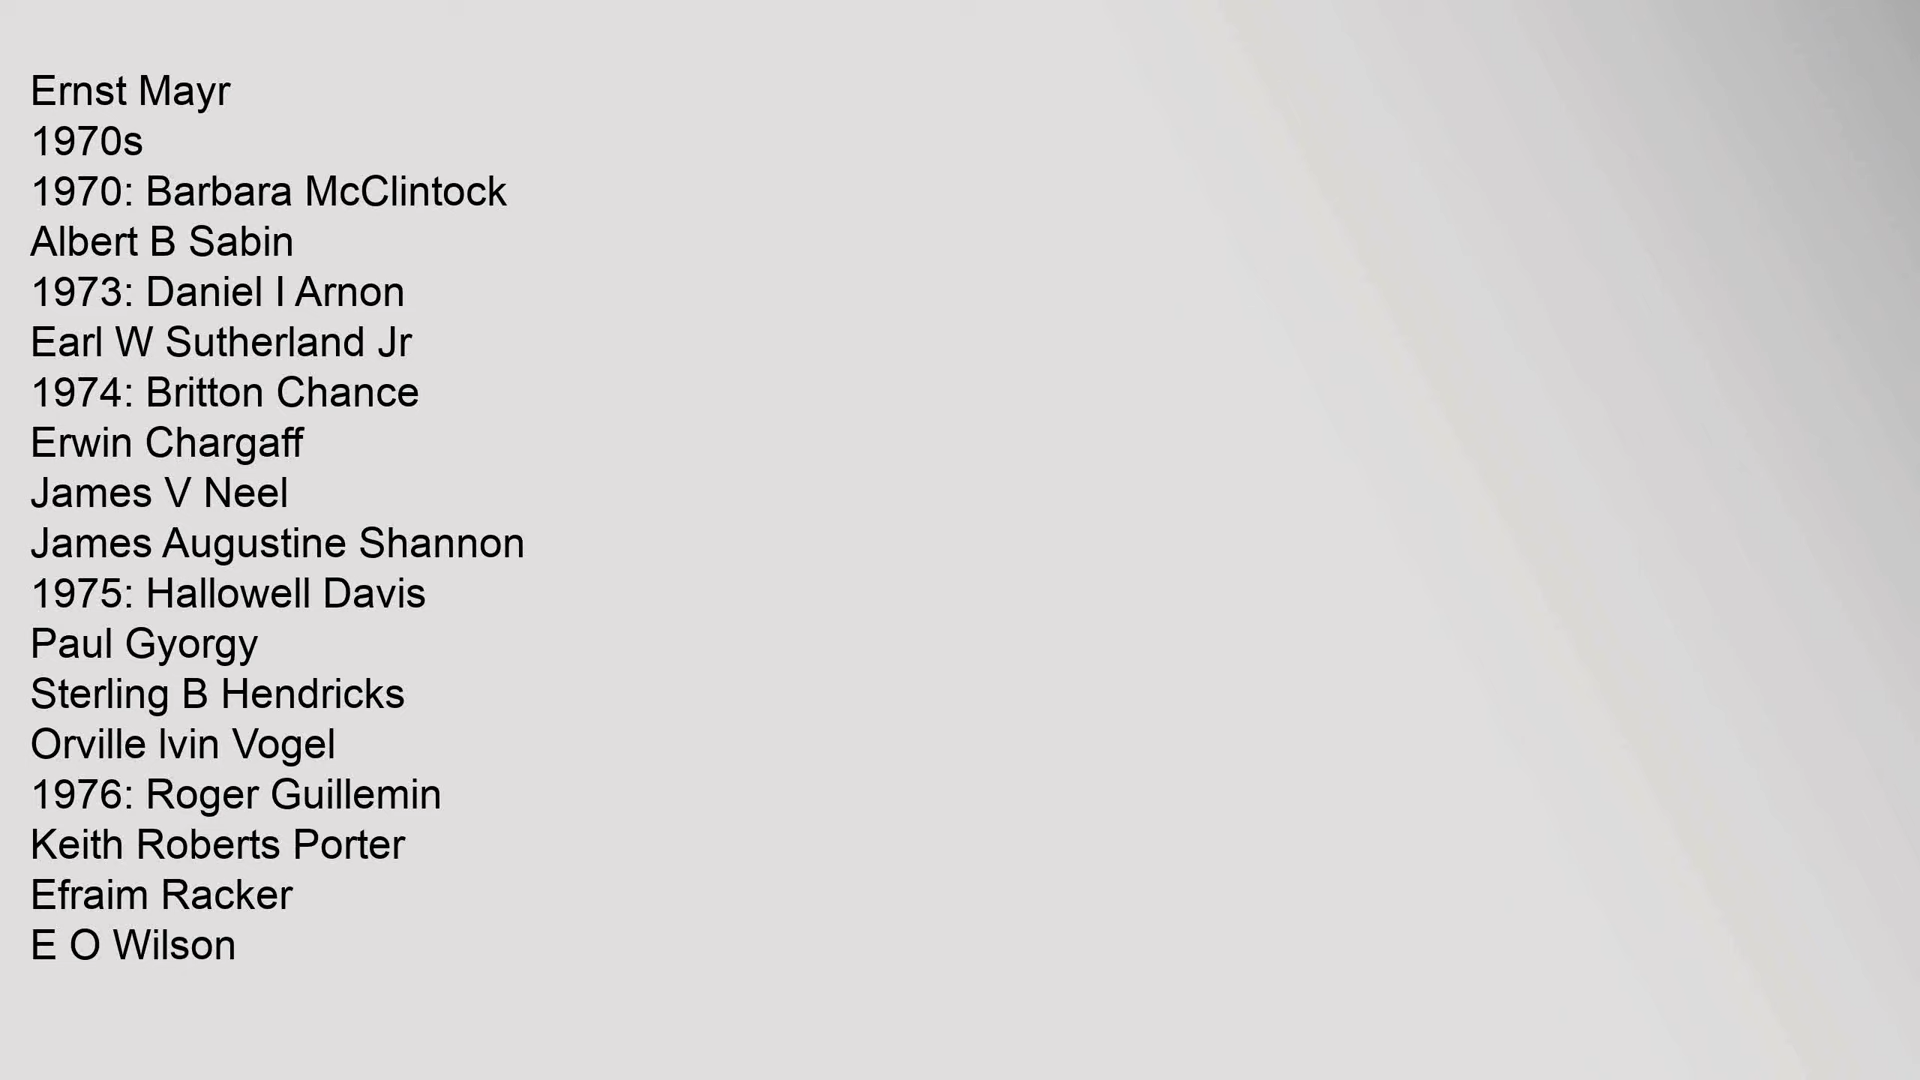 Ernst Mayr
1970s
1970: Barbara McClintock
Albert B Sabin
1973: Daniel I Arnon
Earl W Sutherland Jr
1974: Britton Chance
Erwin Chargaff
James V Neel
James Augustine Shannon
1975: Hallowell Davis
Paul Gyorgy
Sterling B Hendricks
Orville Ivin Vogel
1976: Roger Guillemin
Keith Roberts Porter
Efraim Racker
E O Wilson